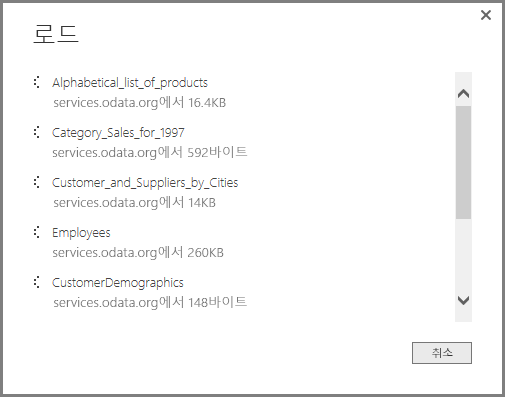 로드
Alphabetical_list_of_products
services.odata.org에서 16.4KB
Category_Sales_for_1997
services.odata.org에서 592바이트
Customer_and_Suppliers_by_Cities
services.odata.org에서 14KB
Employees
services.odata.org에서 260KB
CustomerDemographics
services.odata.org에서 148바이트
취소